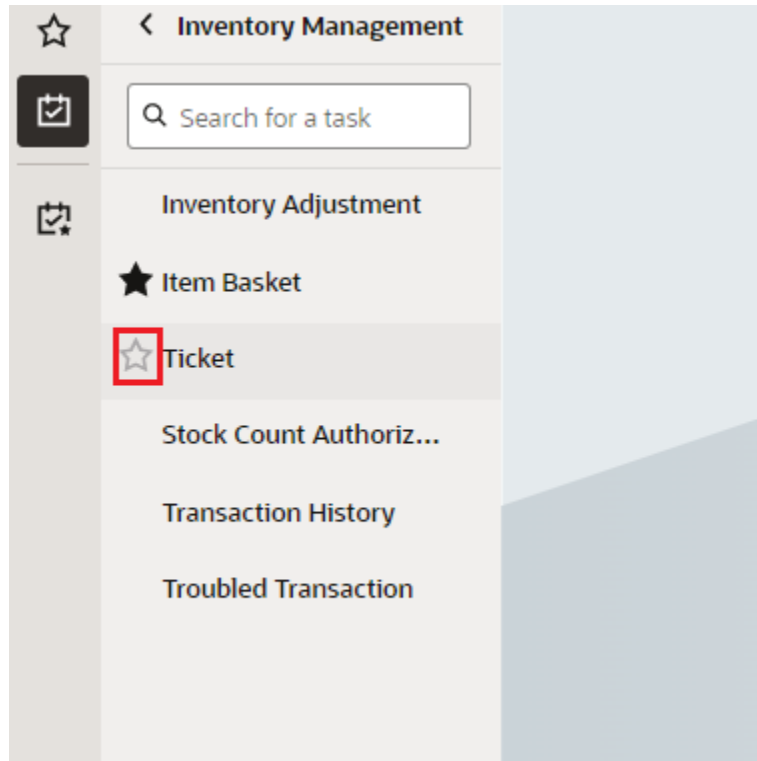 Inventory Management
Search for a task
Inventory Adjustment
Item Basket
Ticket
Stock Count Authoriz...
Transaction History
Troubled Transaction